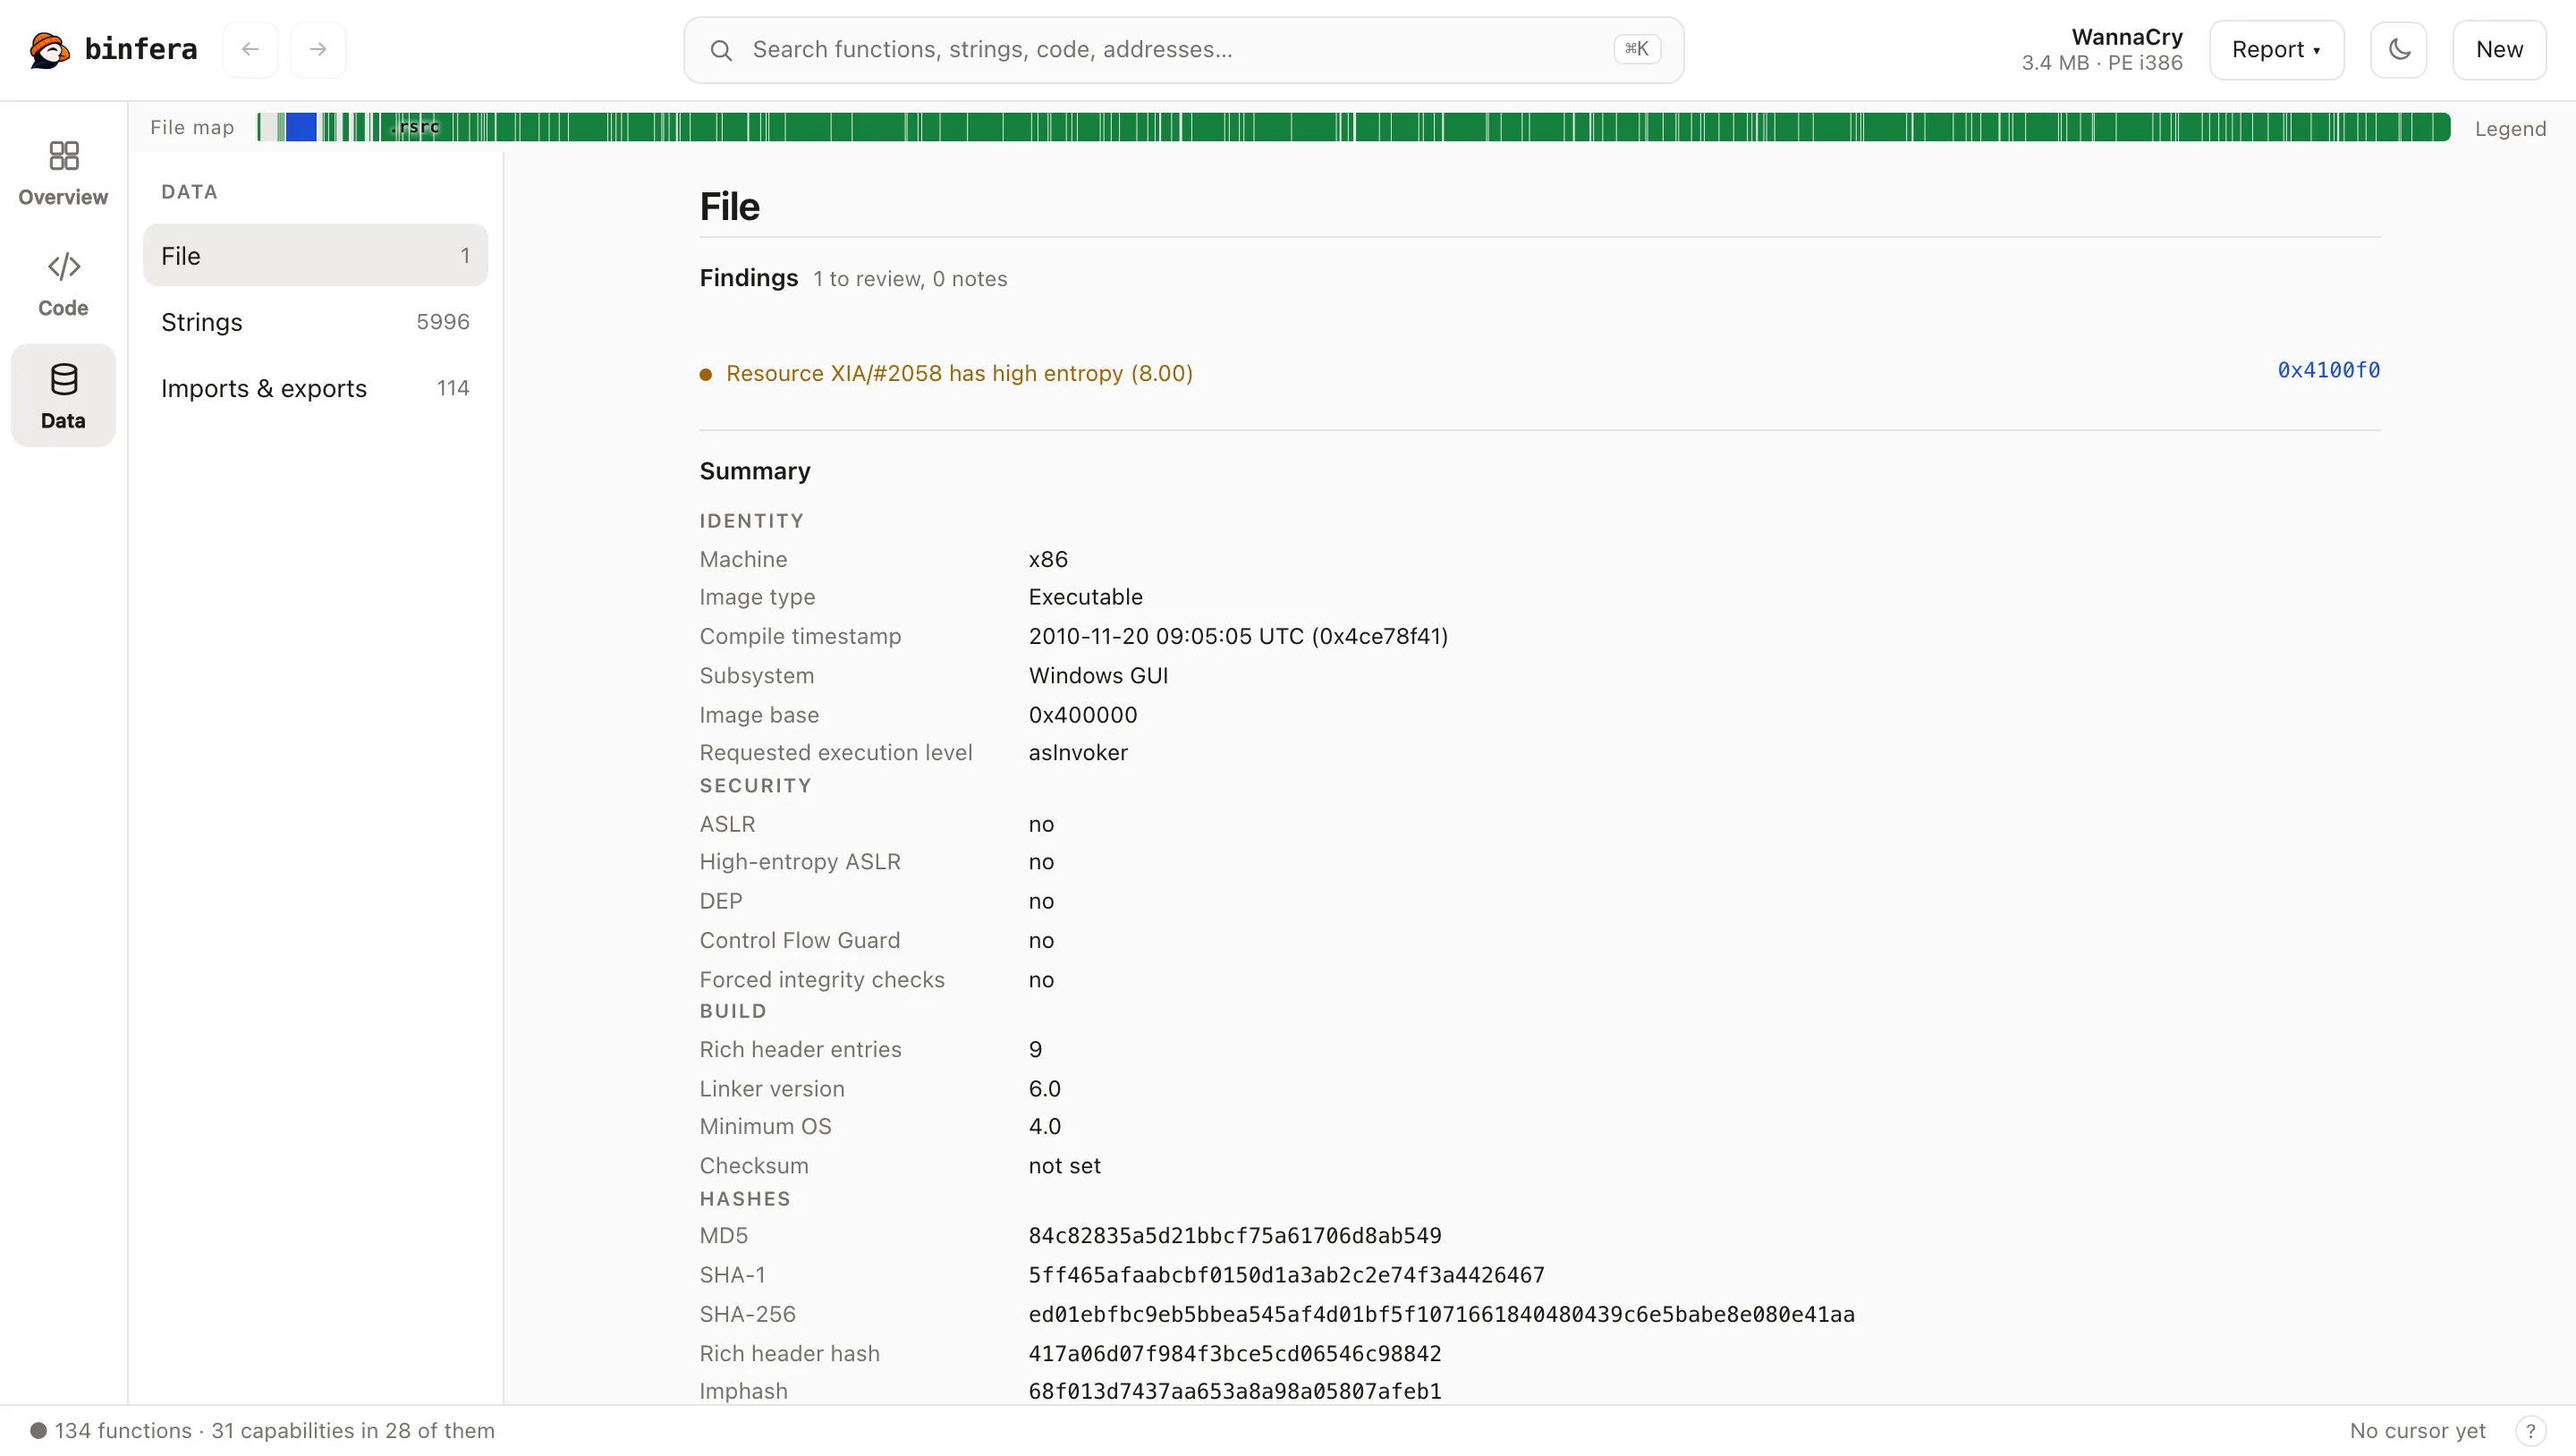 binfera
Search functions, strings, code, addresses...
⌘K
WannaCry
3.4 MB · PE i386
Report ▾
New
File map
.rsrc
Legend
Overview
Code
Data
DATA
File 1
Strings 5996
Imports & exports 114
File
Findings 1 to review, 0 notes
Resource XIA/#2058 has high entropy (8.00) 0x4100f0
Summary
IDENTITY
Machine x86
Image type Executable
Compile timestamp 2010-11-20 09:05:05 UTC (0x4ce78f41)
Subsystem Windows GUI
Image base 0x400000
Requested execution level asInvoker
SECURITY
ASLR no
High-entropy ASLR no
DEP no
Control Flow Guard no
Forced integrity checks no
BUILD
Rich header entries 9
Linker version 6.0
Minimum OS 4.0
Checksum not set
HASHES
MD5 84c82835a5d21bbcf75a61706d8ab549
SHA-1 5ff465afaabcbf0150d1a3ab2c2e74f3a4426467
SHA-256 ed01ebfbc9eb5bbea545af4d01bf5f1071661840480439c6e5babe8e080e41aa
Rich header hash 417a06d07f984f3bce5cd06546c98842
Imphash 68f013d7437aa653a8a98a05807afeb1
134 functions · 31 capabilities in 28 of them
No cursor yet
?